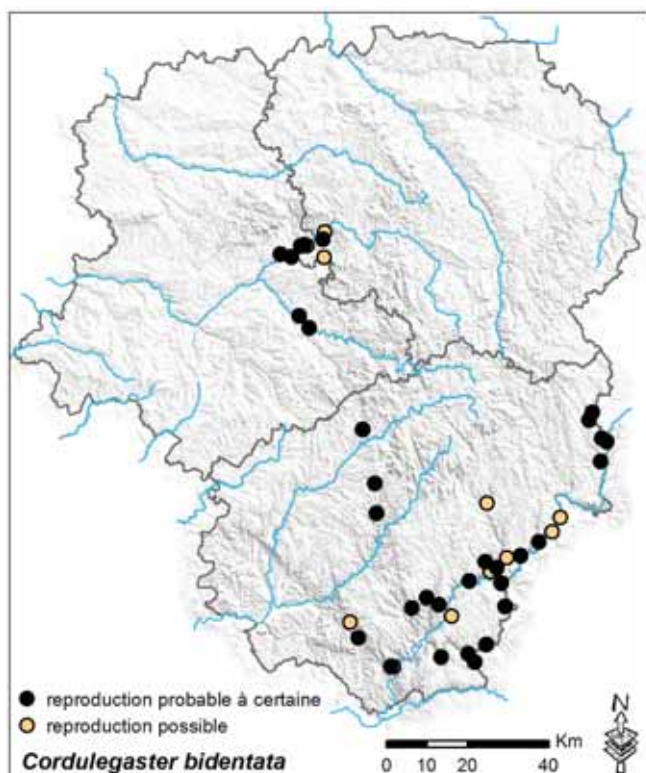 reproduction probable à certaine
reproduction possible
Cordulegaster bidentata
Km
0 10 20 40
N